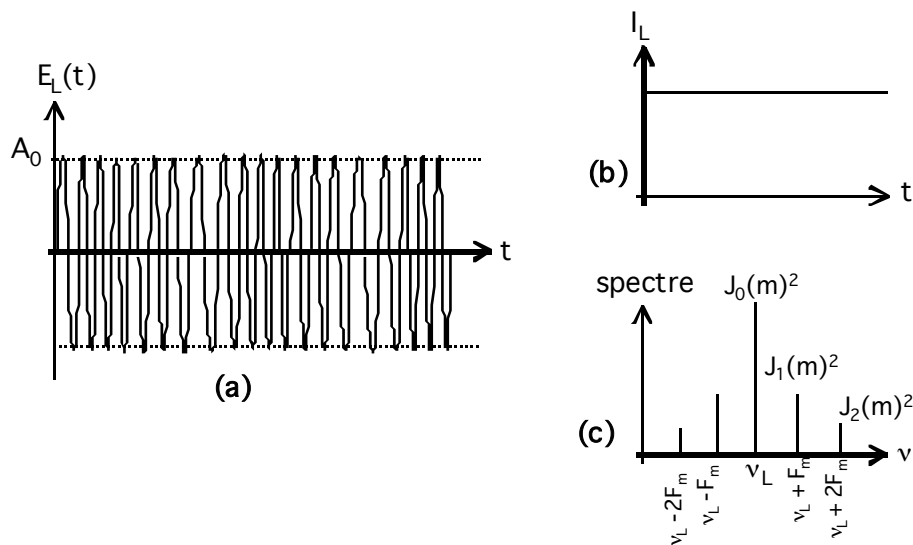 E_L(t)
A_0
t
(a)
I_L
(b)
t
spectre
J_0(m)^2
J_1(m)^2
J_2(m)^2
(c)
ν
ν_L - 2F_m
ν_L - F_m
ν_L
ν_L + F_m
ν_L + 2F_m